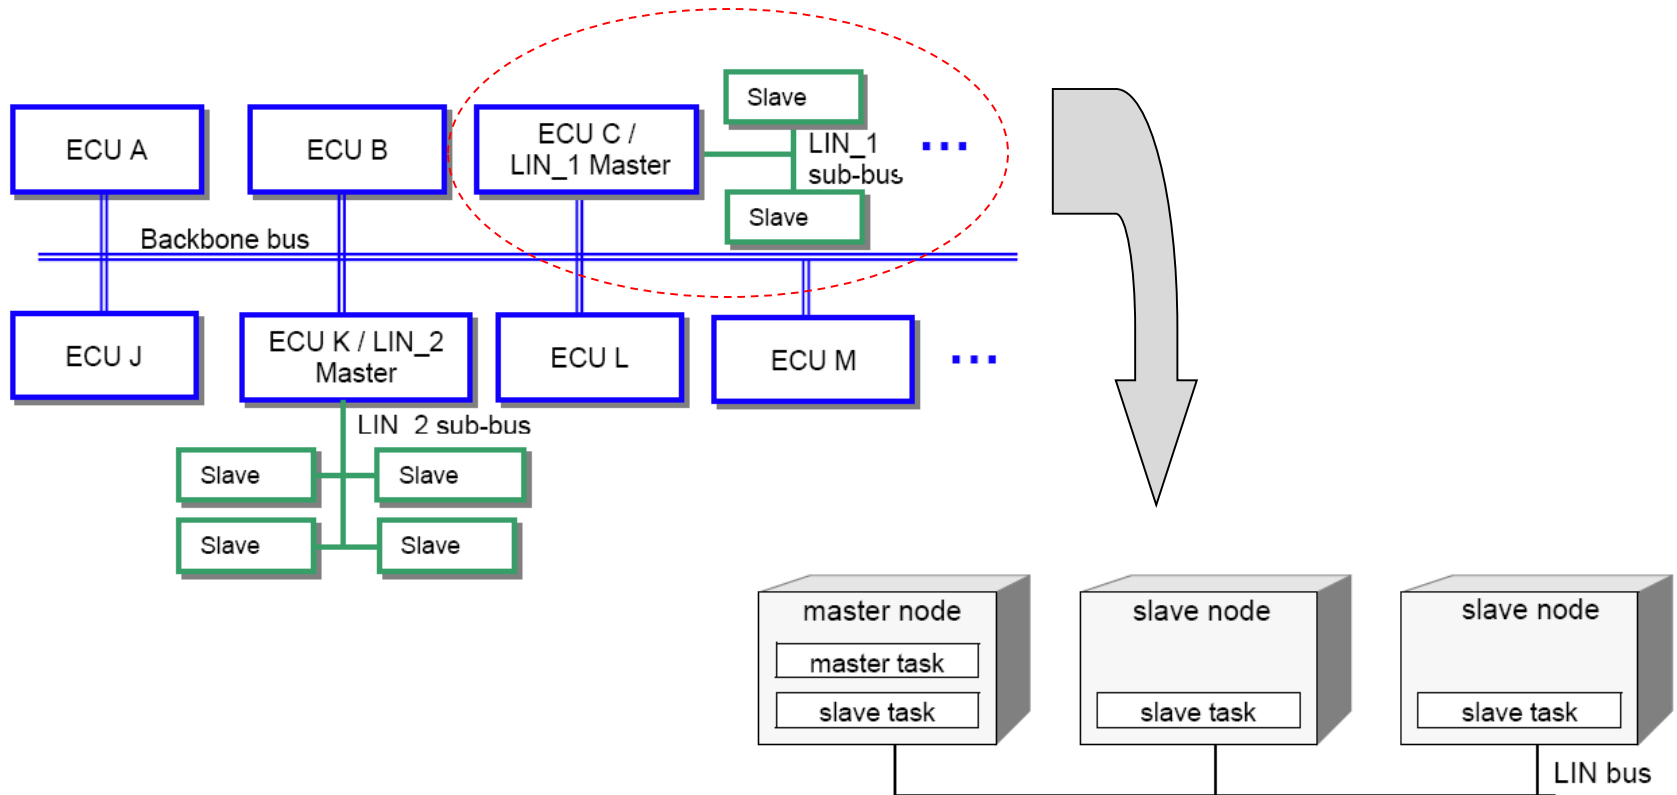 Slave
ECU A
ECU B
ECU C /
LIN_1 Master
LIN_1
sub-bus
...
Slave
Backbone bus
ECU J
ECU K / LIN_2
Master
ECU L
ECU M
...
LIN 2 sub-bus
Slave
Slave
Slave
Slave
master node
slave node
slave node
master task
slave task
slave task
slave task
LIN bus